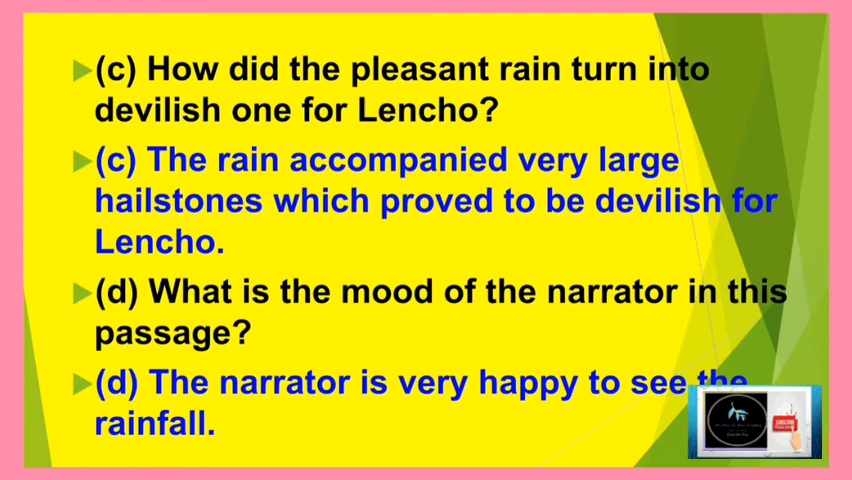 (c) How did the pleasant rain turn into
devilish one for Lencho?
(c) The rain accompanied very large
hailstones which proved to be devilish for
Lencho.
(d) What is the mood of the narrator in this
passage?
(d) The narrator is very happy to see the
rainfall.
SUBSCRIBE